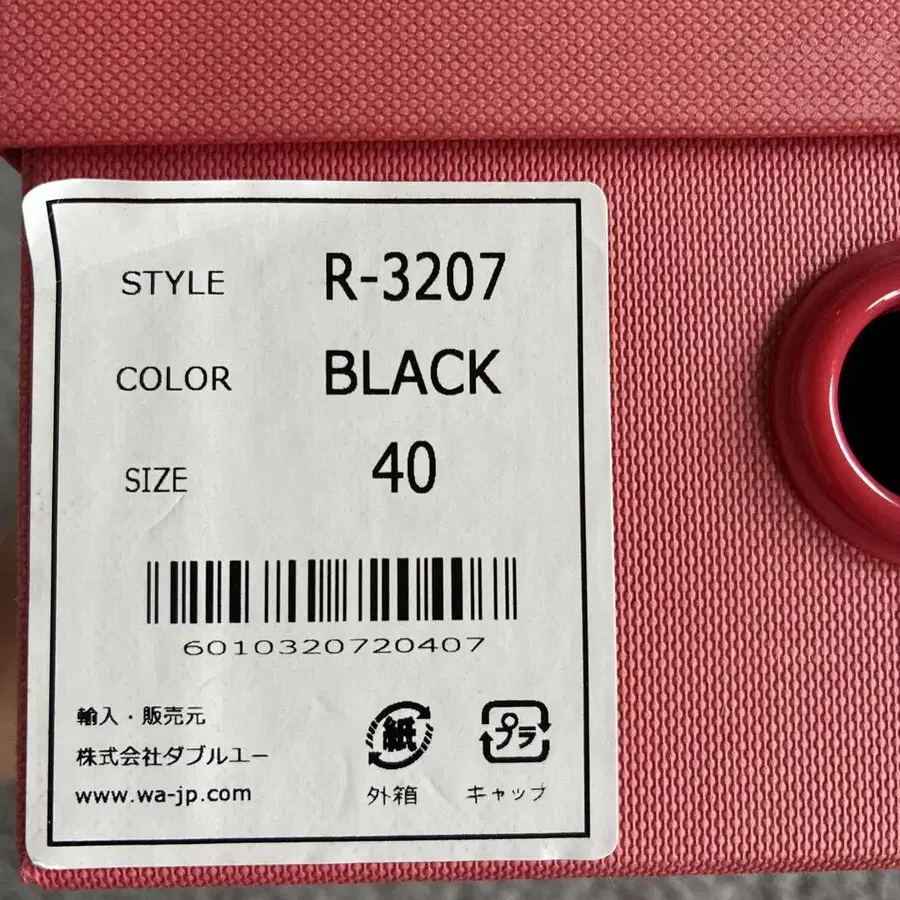 STYLE R-3207
COLOR BLACK
SIZE 40
6010320720407
輸入・販売元
株式会社ダブルユー
www.wa-jp.com
紙
外箱
プラ
キャップ